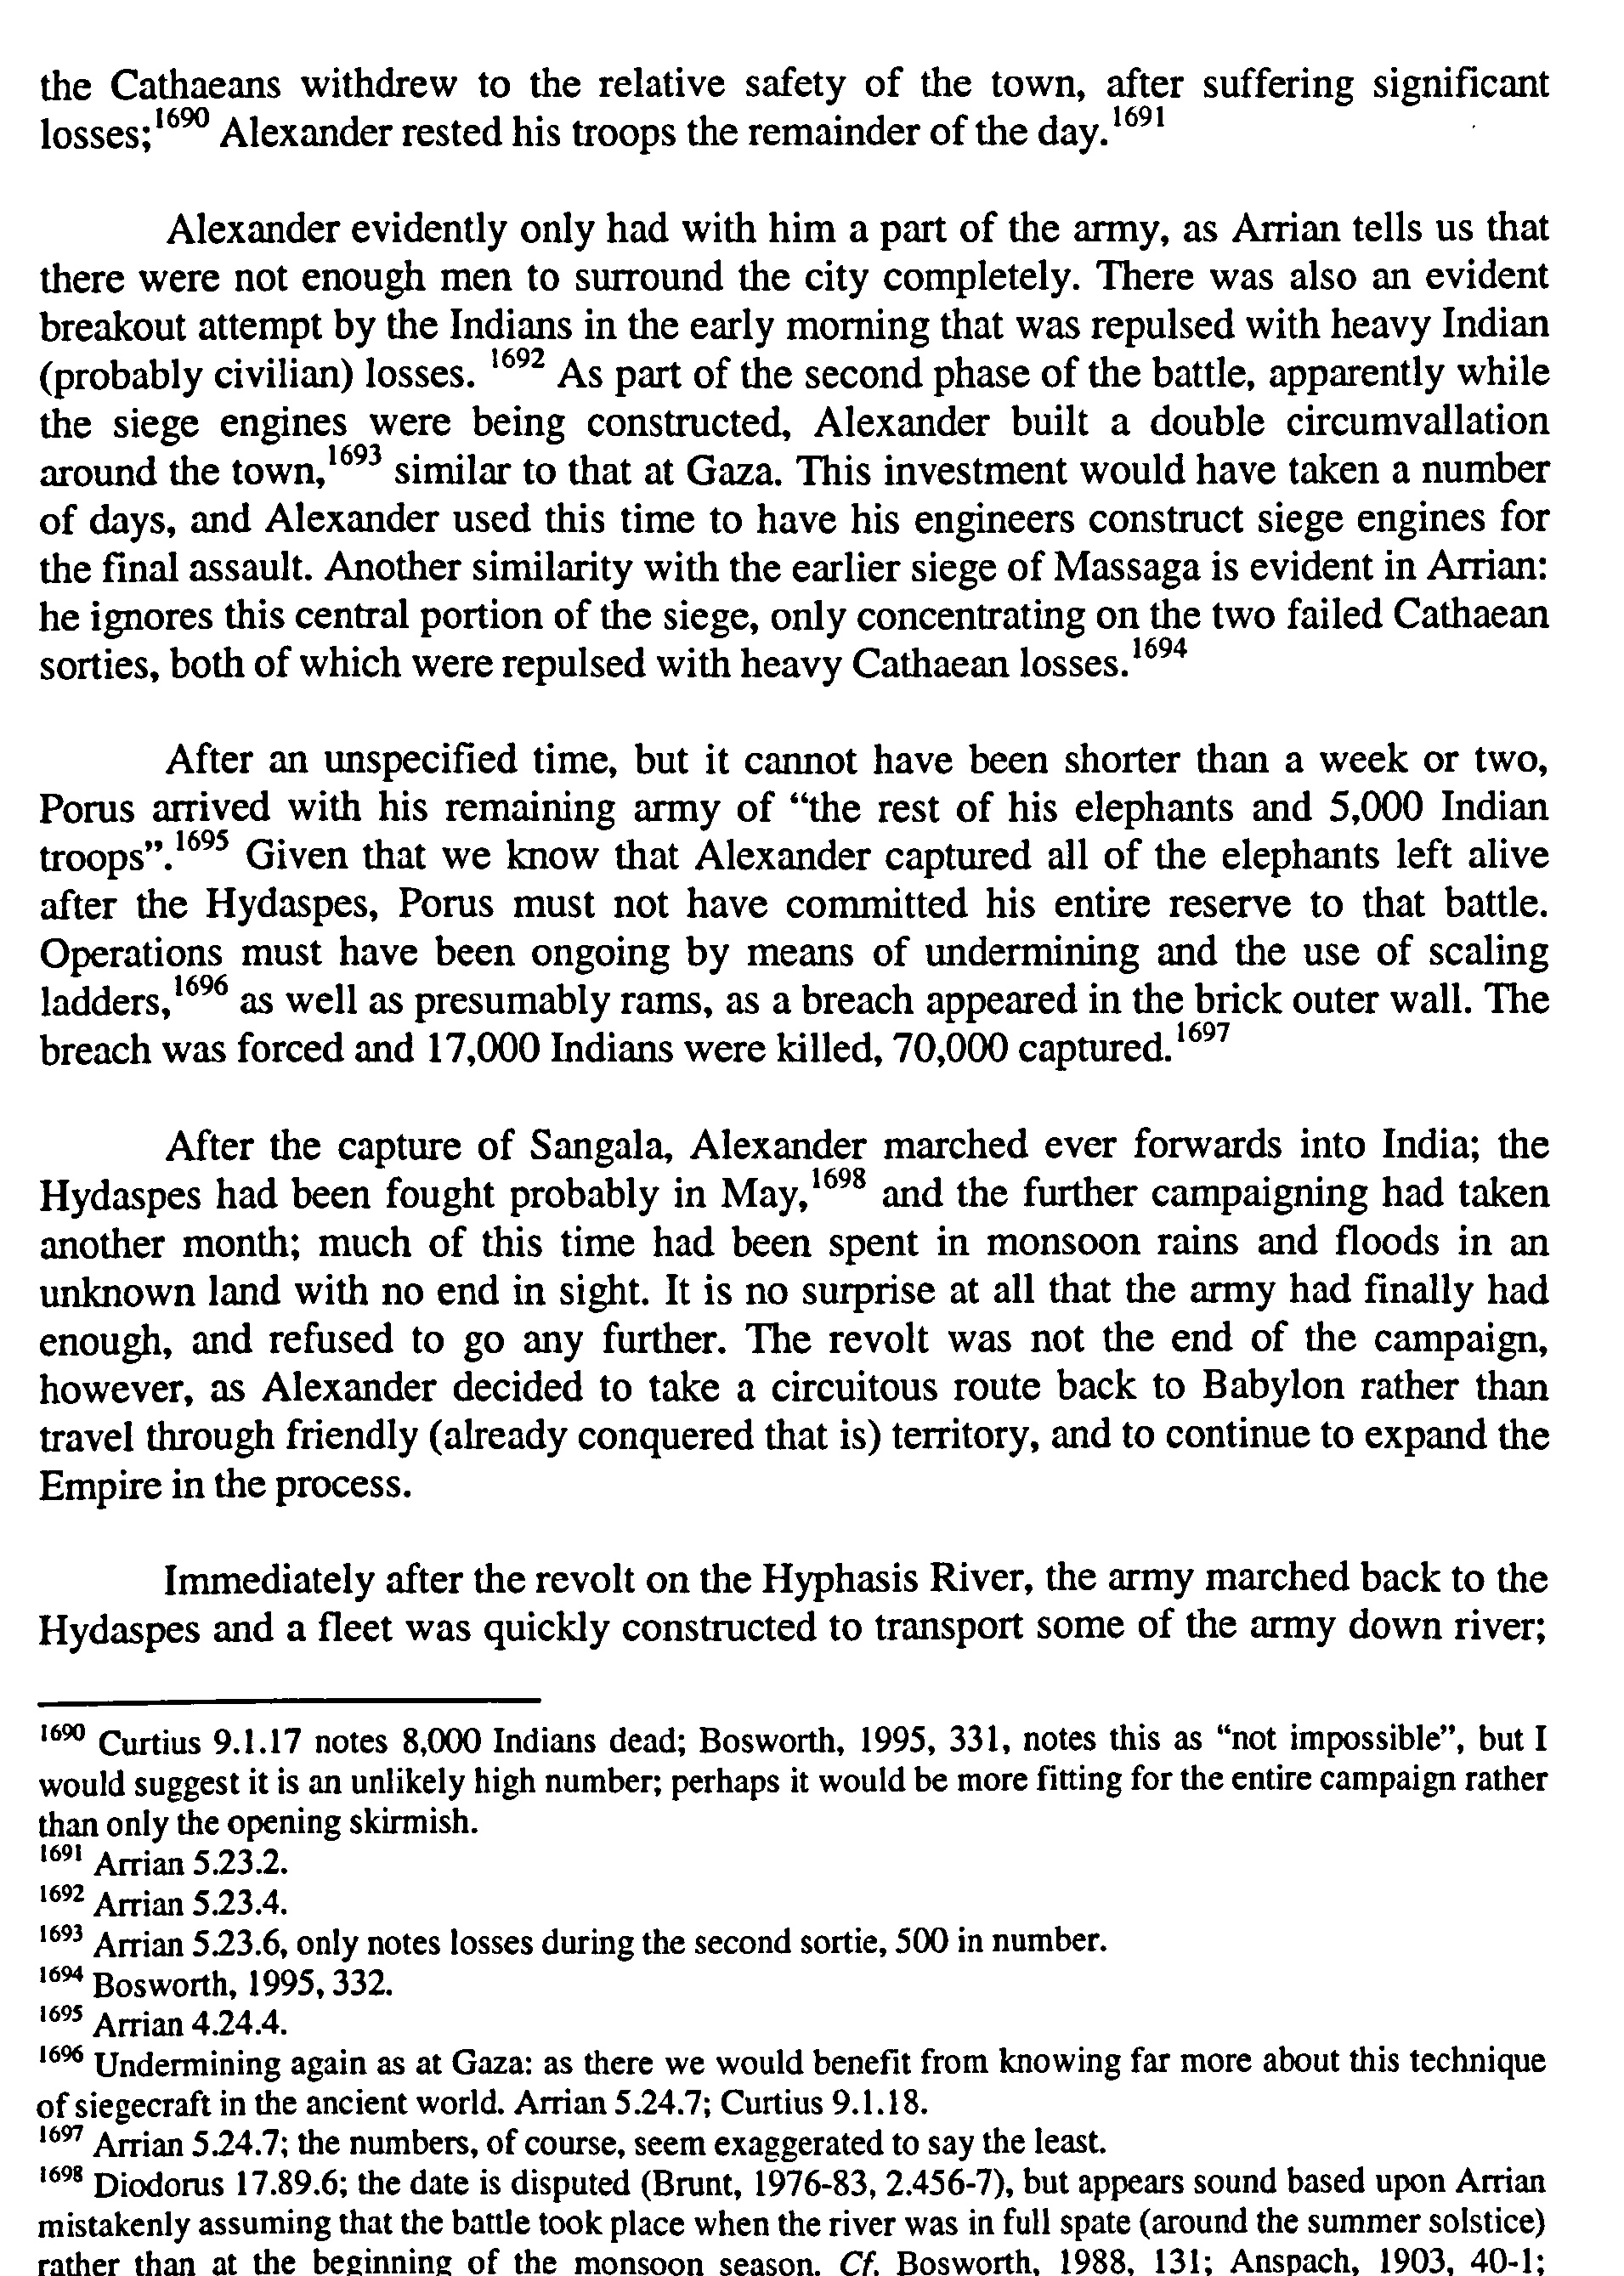 the Cathaeans withdrew to the relative safety of the town, after suffering significant
losses;1690 Alexander rested his troops the remainder of the day.1691
Alexander evidently only had with him a part of the army, as Arrian tells us that
there were not enough men to surround the city completely. There was also an evident
breakout attempt by the Indians in the early morning that was repulsed with heavy Indian
(probably civilian) losses. 1692 As part of the second phase of the battle, apparently while
the siege engines were being constructed, Alexander built a double circumvallation
around the town,1693 similar to that at Gaza. This investment would have taken a number
of days, and Alexander used this time to have his engineers construct siege engines for
the final assault. Another similarity with the earlier siege of Massaga is evident in Arrian:
he ignores this central portion of the siege, only concentrating on the two failed Cathaean
sorties, both of which were repulsed with heavy Cathaean losses.1694
After an unspecified time, but it cannot have been shorter than a week or two,
Porus arrived with his remaining army of “the rest of his elephants and 5,000 Indian
troops”.1695 Given that we know that Alexander captured all of the elephants left alive
after the Hydaspes, Porus must not have committed his entire reserve to that battle.
Operations must have been ongoing by means of undermining and the use of scaling
ladders,1696 as well as presumably rams, as a breach appeared in the brick outer wall. The
breach was forced and 17,000 Indians were killed, 70,000 captured.1697
After the capture of Sangala, Alexander marched ever forwards into India; the
Hydaspes had been fought probably in May,1698 and the further campaigning had taken
another month; much of this time had been spent in monsoon rains and floods in an
unknown land with no end in sight. It is no surprise at all that the army had finally had
enough, and refused to go any further. The revolt was not the end of the campaign,
however, as Alexander decided to take a circuitous route back to Babylon rather than
travel through friendly (already conquered that is) territory, and to continue to expand the
Empire in the process.
Immediately after the revolt on the Hyphasis River, the army marched back to the
Hydaspes and a fleet was quickly constructed to transport some of the army down river;
1690 Curtius 9.1.17 notes 8,000 Indians dead; Bosworth, 1995, 331, notes this as “not impossible”, but I
would suggest it is an unlikely high number; perhaps it would be more fitting for the entire campaign rather
than only the opening skirmish.
1691 Arrian 5.23.2.
1692 Arrian 5.23.4.
1693 Arrian 5.23.6, only notes losses during the second sortie, 500 in number.
1694 Bosworth, 1995, 332.
1695 Arrian 4.24.4.
1696 Undermining again as at Gaza: as there we would benefit from knowing far more about this technique
of siegecraft in the ancient world. Arrian 5.24.7; Curtius 9.1.18.
1697 Arrian 5.24.7; the numbers, of course, seem exaggerated to say the least.
1698 Diodorus 17.89.6; the date is disputed (Brunt, 1976-83, 2.456-7), but appears sound based upon Arrian
mistakenly assuming that the battle took place when the river was in full spate (around the summer solstice)
rather than at the beginning of the monsoon season. Cf. Bosworth, 1988, 131; Anspach, 1903, 40-1;